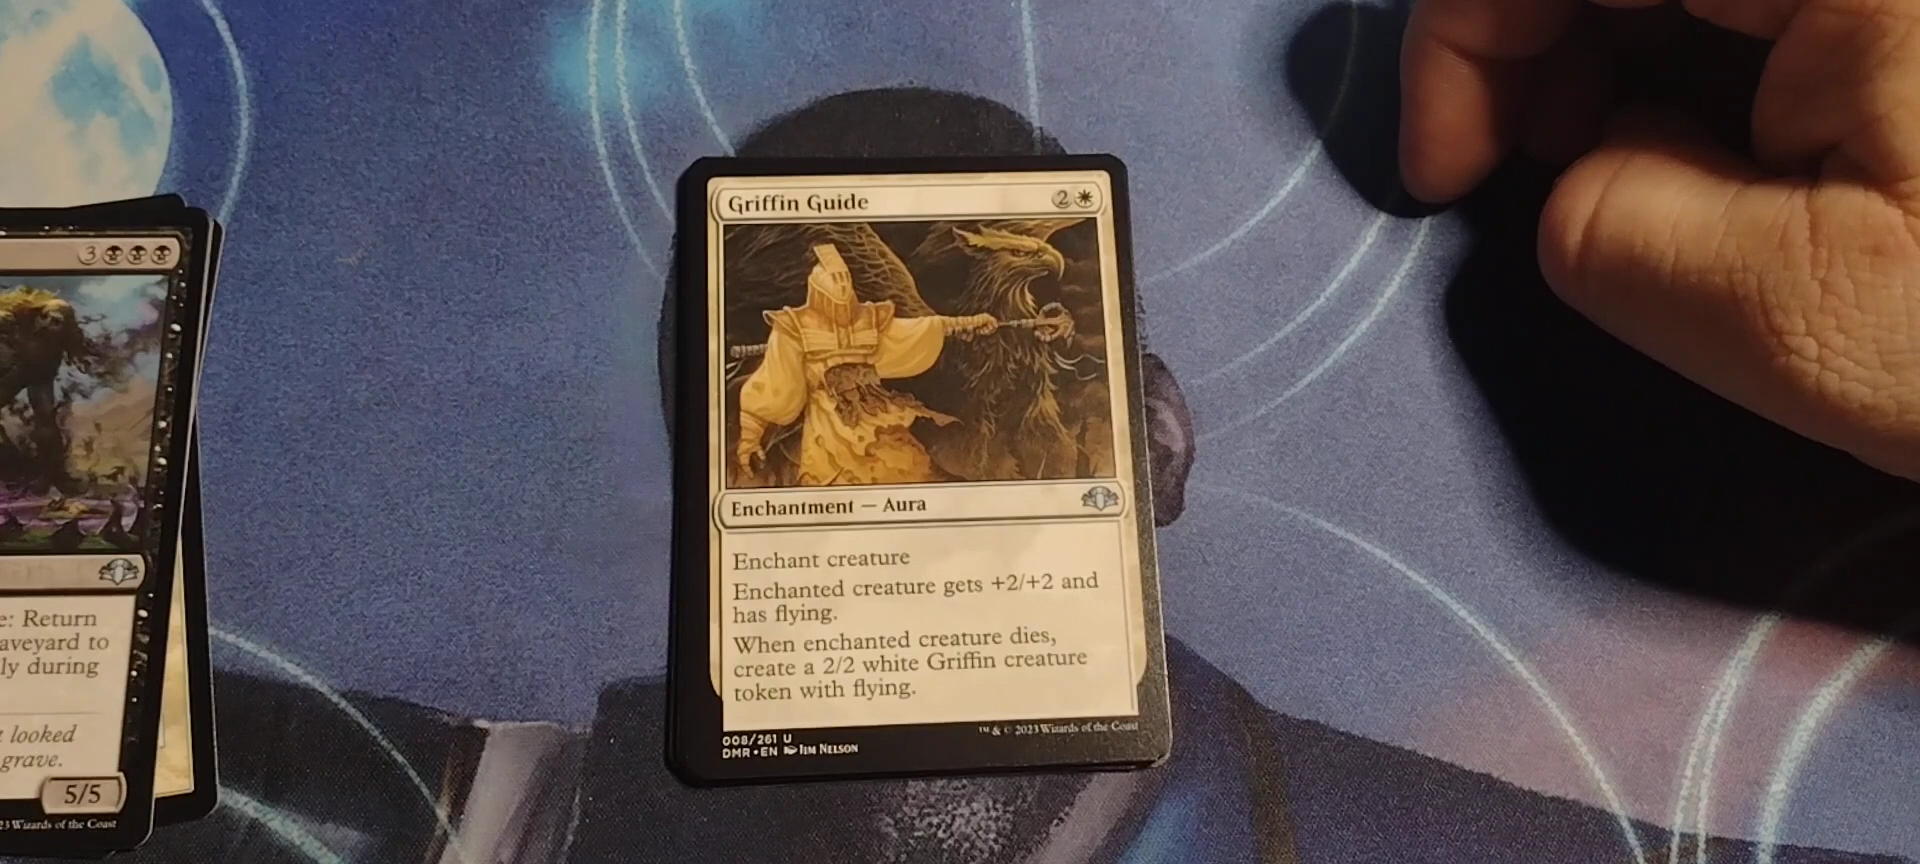 Griffin Guide 2
Enchantment — Aura
Enchant creature
Enchanted creature gets +2/+2 and
has flying.
When enchanted creature dies,
create a 2/2 white Griffin creature
token with flying.
008/261 U
DMR • EN Jim Nelson
™ & © 2023 Wizards of the Coast
3
e: Return
aveyard to
ly during
t looked
grave.
5/5
23 Wizards of the Coast